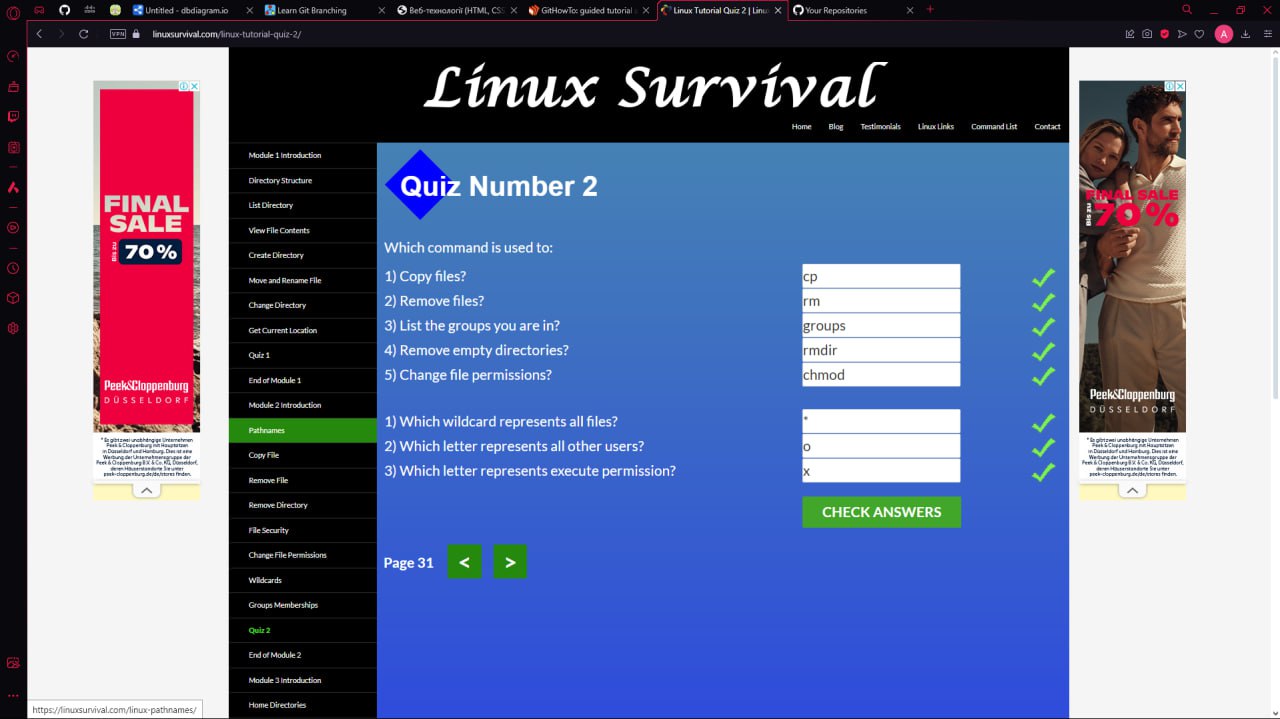 Untitled - dbdiagram.io
Learn Git Branching
Веб-технології (HTML, CSS
GitHowTo: guided tutorial a
Linux Tutorial Quiz 2 | Linu
Your Repositories
VPN
linuxsurvival.com/linux-tutorial-quiz-2/
A
Linux Survival
Home
Blog
Testimonials
Linux Links
Command List
Contact
Module 1 Introduction
Directory Structure
List Directory
View File Contents
Create Directory
Move and Rename File
Change Directory
Get Current Location
Quiz 1
End of Module 1
Module 2 Introduction
Pathnames
Copy File
Remove File
Remove Directory
File Security
Change File Permissions
Wildcards
Groups Memberships
Quiz 2
End of Module 2
Module 3 Introduction
Home Directories
Quiz Number 2
Which command is used to:
1) Copy files?
cp
2) Remove files?
rm
3) List the groups you are in?
groups
4) Remove empty directories?
rmdir
5) Change file permissions?
chmod
1) Which wildcard represents all files?
*
2) Which letter represents all other users?
o
3) Which letter represents execute permission?
x
CHECK ANSWERS
Page 31
<
>
FINAL
SALE
BIS ZU
70%
Peek&Cloppenburg
DÜSSELDORF
* Es gibt zwei unabhängige Unternehmen
Peek & Cloppenburg mit Hauptsitzen
in Düsseldorf und Hamburg. Dies ist eine
Werbung der Unternehmensgruppe der
Peek & Cloppenburg B.V. & Co. KG, Düsseldorf,
deren Häuserstandorte Sie unter
peek-cloppenburg.de/de/stores finden.
FINAL SALE
BIS ZU
70%
Peek&Cloppenburg
DÜSSELDORF
* Es gibt zwei unabhängige Unternehmen
Peek & Cloppenburg mit Hauptsitzen
in Düsseldorf und Hamburg. Dies ist eine
Werbung der Unternehmensgruppe der
Peek & Cloppenburg B.V. & Co. KG, Düsseldorf,
deren Häuserstandorte Sie unter
peek-cloppenburg.de/de/stores finden.
https://linuxsurvival.com/linux-pathnames/